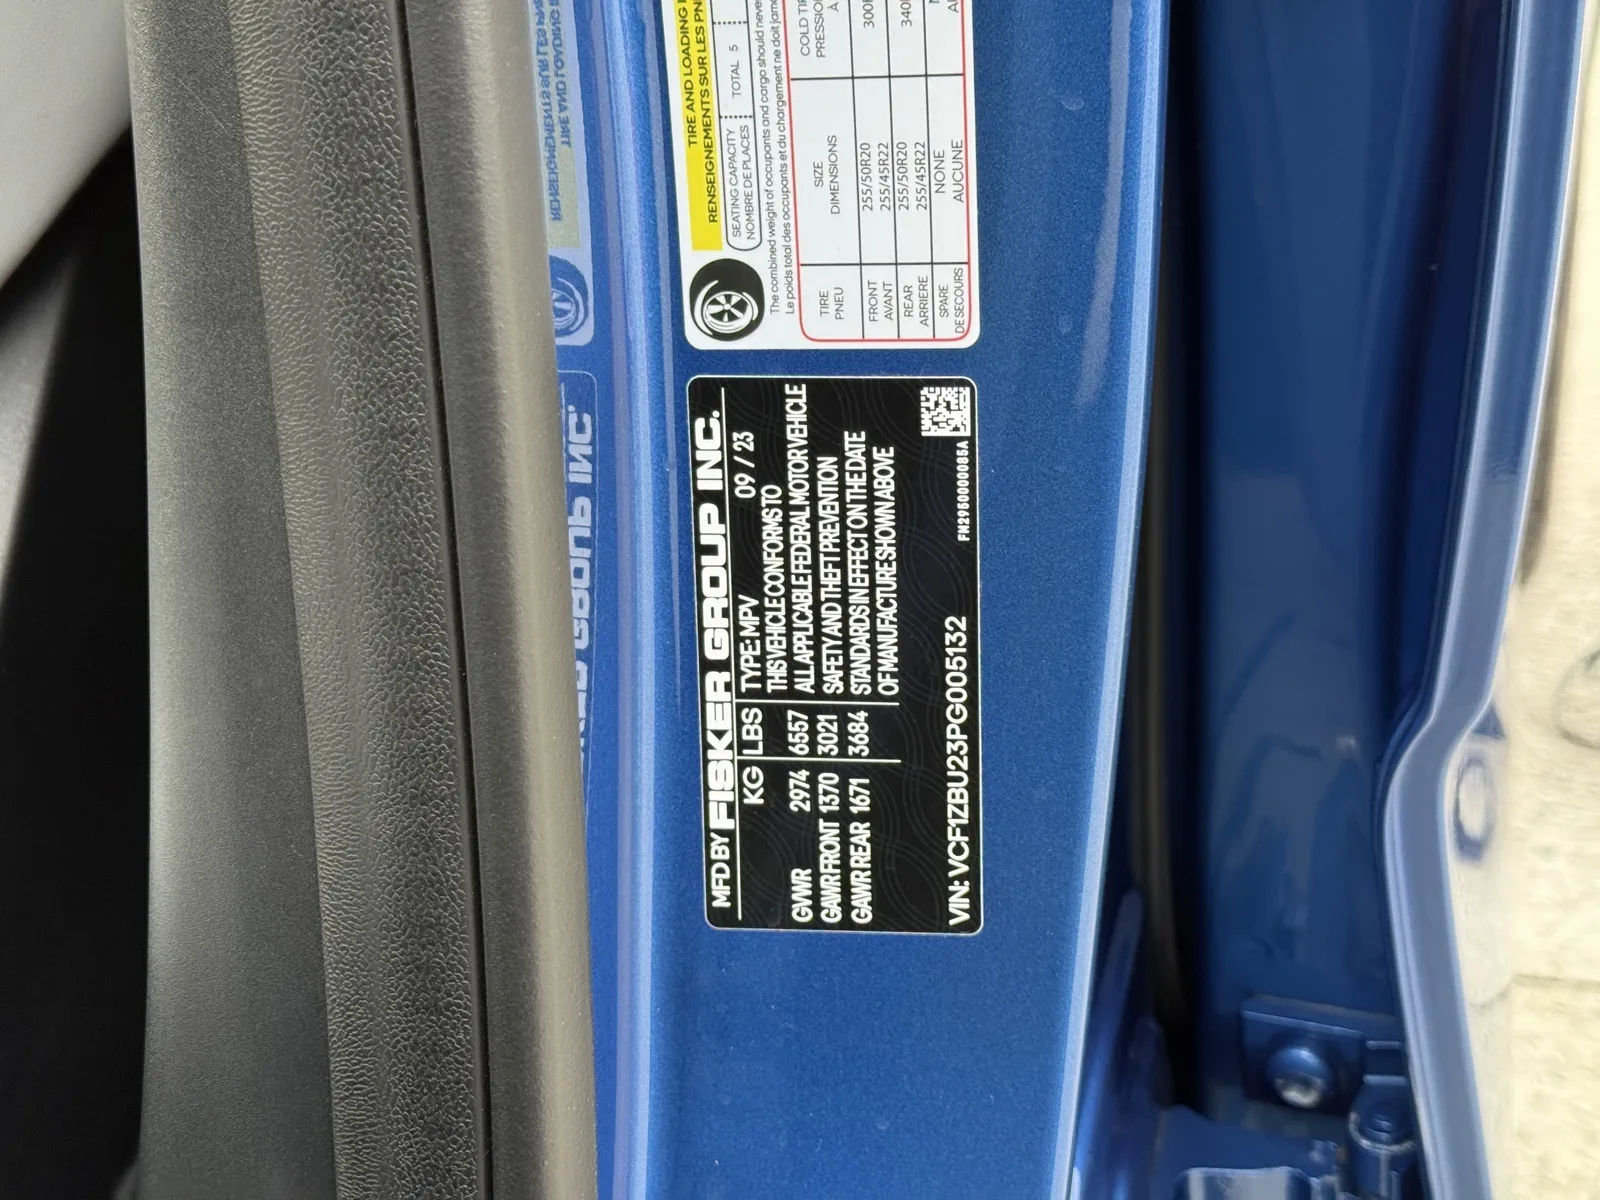 TIRE AND LOADING
RENSEIGNEMENTS SUR LES
SEATING CAPACITY
NOMBRE DE PLACES
TOTAL 5
The combined weight of occupants and cargo should never
Le poids total des occupants et du chargement ne doit
TIRE
PNEU
SIZE
DIMENSIONS
COLD
FRONT
AVANT
255/50R20
255/45R22
REAR
ARRIERE
255/50R20
255/45R22
SPARE
DE SECOURS
NONE
AUCUNE
MFD BY FISKER GROUP INC.
KG LBS TYPE: MPV 09 / 23
GVWR 2974 6557
GAWR FRONT 1370 3021
GAWR REAR 1671 3684
THIS VEHICLE CONFORMS TO
ALL APPLICABLE FEDERAL MOTOR VEHICLE
SAFETY AND THEFT PREVENTION
STANDARDS IN EFFECT ON THE DATE
OF MANUFACTURE SHOWN ABOVE
FM29600000085A
VIN: VCF1ZBU23PG005132